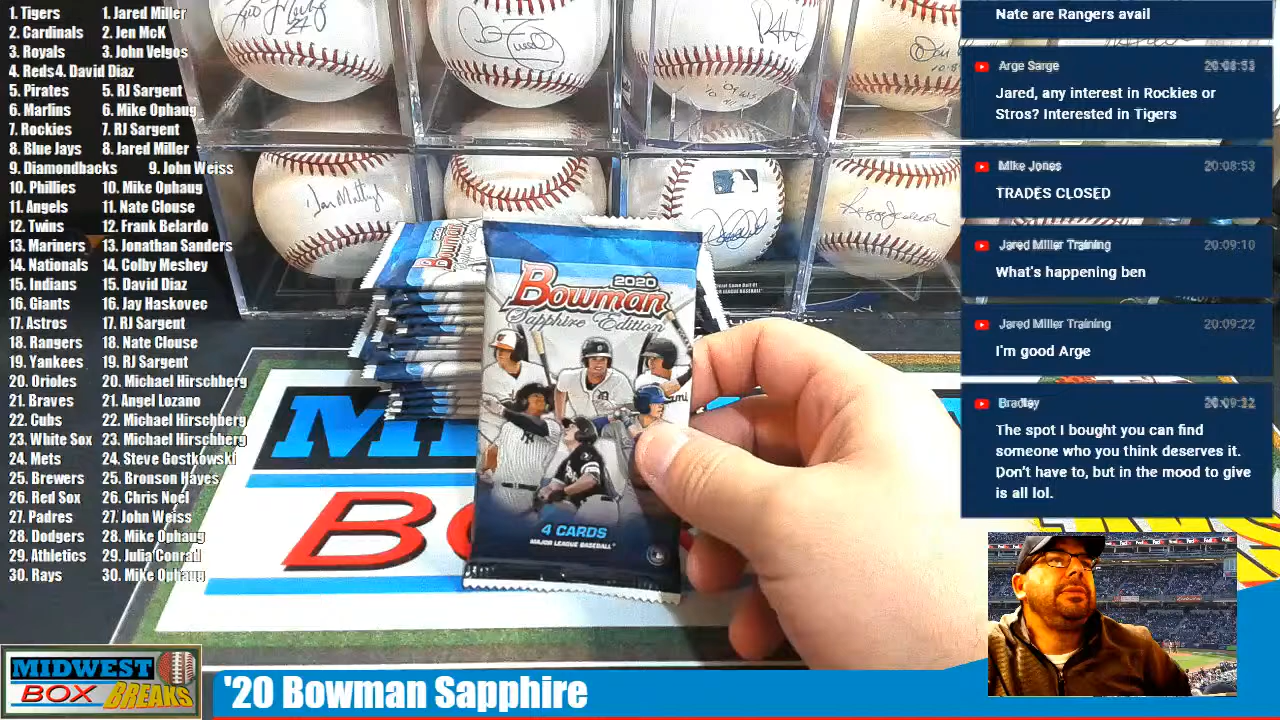 1. Tigers 1. Jared Miller
2. Cardinals 2. Jen McK
3. Royals 3. John Velgos
4. Reds 4. David Diaz
5. Pirates 5. RJ Sargent
6. Marlins 6. Mike Ophaug
7. Rockies 7. RJ Sargent
8. Blue Jays 8. Jared Miller
9. Diamondbacks 9. John Weiss
10. Phillies 10. Mike Ophaug
11. Angels 11. Nate Clouse
12. Twins 12. Frank Belardo
13. Mariners 13. Jonathan Sanders
14. Nationals 14. Colby Meshey
15. Indians 15. David Diaz
16. Giants 16. Jay Haskovec
17. Astros 17. RJ Sargent
18. Rangers 18. Nate Clouse
19. Yankees 19. RJ Sargent
20. Orioles 20. Michael Hirschberg
21. Braves 21. Angel Lozano
22. Cubs 22. Michael Hirschberg
23. White Sox 23. Michael Hirschberg
24. Mets 24. Steve Gostkowski
25. Brewers 25. Bronson Hayes
26. Red Sox 26. Chris Noel
27. Padres 27. John Weiss
28. Dodgers 28. Mike Ophaug
29. Athletics 29. Julia Conrad
30. Rays 30. Mike Ophaug
2020
Bowman
Sapphire Edition
4 CARDS
MAJOR LEAGUE BASEBALL
Nate are Rangers avail
Arge Sarge 20:08:53
Jared, any interest in Rockies or
Stros? Interested in Tigers
Mike Jones 20:08:53
TRADES CLOSED
Jared Miller Training 20:09:10
What's happening ben
Jared Miller Training 20:09:22
I'm good Arge
Bradley 20:09:32
The spot I bought you can find
someone who you think deserves it.
Don't have to, but in the mood to give
is all lol.
MIDWEST
BOX BREAKS
'20 Bowman Sapphire